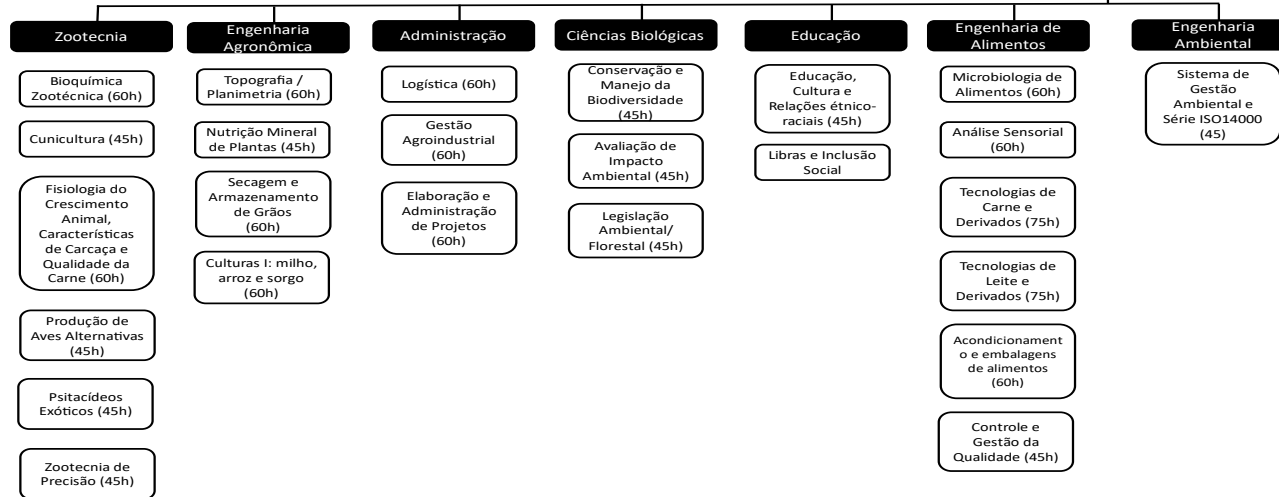 Zootecnia
Bioquímica
Zootécnica (60h)
Cunicultura (45h)
Fisiologia do
Crescimento
Animal,
Características
de Carcaça e
Qualidade da
Carne (60h)
Produção de
Aves Alternativas
(45h)
Psitacídeos
Exóticos (45h)
Zootecnia de
Precisão (45h)
Engenharia
Agronômica
Topografia /
Planimetria (60h)
Nutrição Mineral
de Plantas (45h)
Secagem e
Armazenamento
de Grãos
(60h)
Culturas I: milho,
arroz e sorgo
(60h)
Administração
Logística (60h)
Gestão
Agroindustrial
(60h)
Elaboração e
Administração
de Projetos
(60h)
Ciências Biológicas
Conservação e
Manejo da
Biodiversidade
(45h)
Avaliação de
Impacto
Ambiental (45h)
Legislação
Ambiental/
Florestal (45h)
Educação
Educação,
Cultura e
Relações étnico-
raciais (45h)
Libras e Inclusão
Social
Engenharia de
Alimentos
Microbiologia de
Alimentos (60h)
Análise Sensorial
(60h)
Tecnologias de
Carne e
Derivados (75h)
Tecnologias de
Leite e
Derivados (75h)
Acondicionament
o e embalagens
de alimentos
(60h)
Controle e
Gestão da
Qualidade (45h)
Engenharia
Ambiental
Sistema de
Gestão
Ambiental e
Série ISO14000
(45)